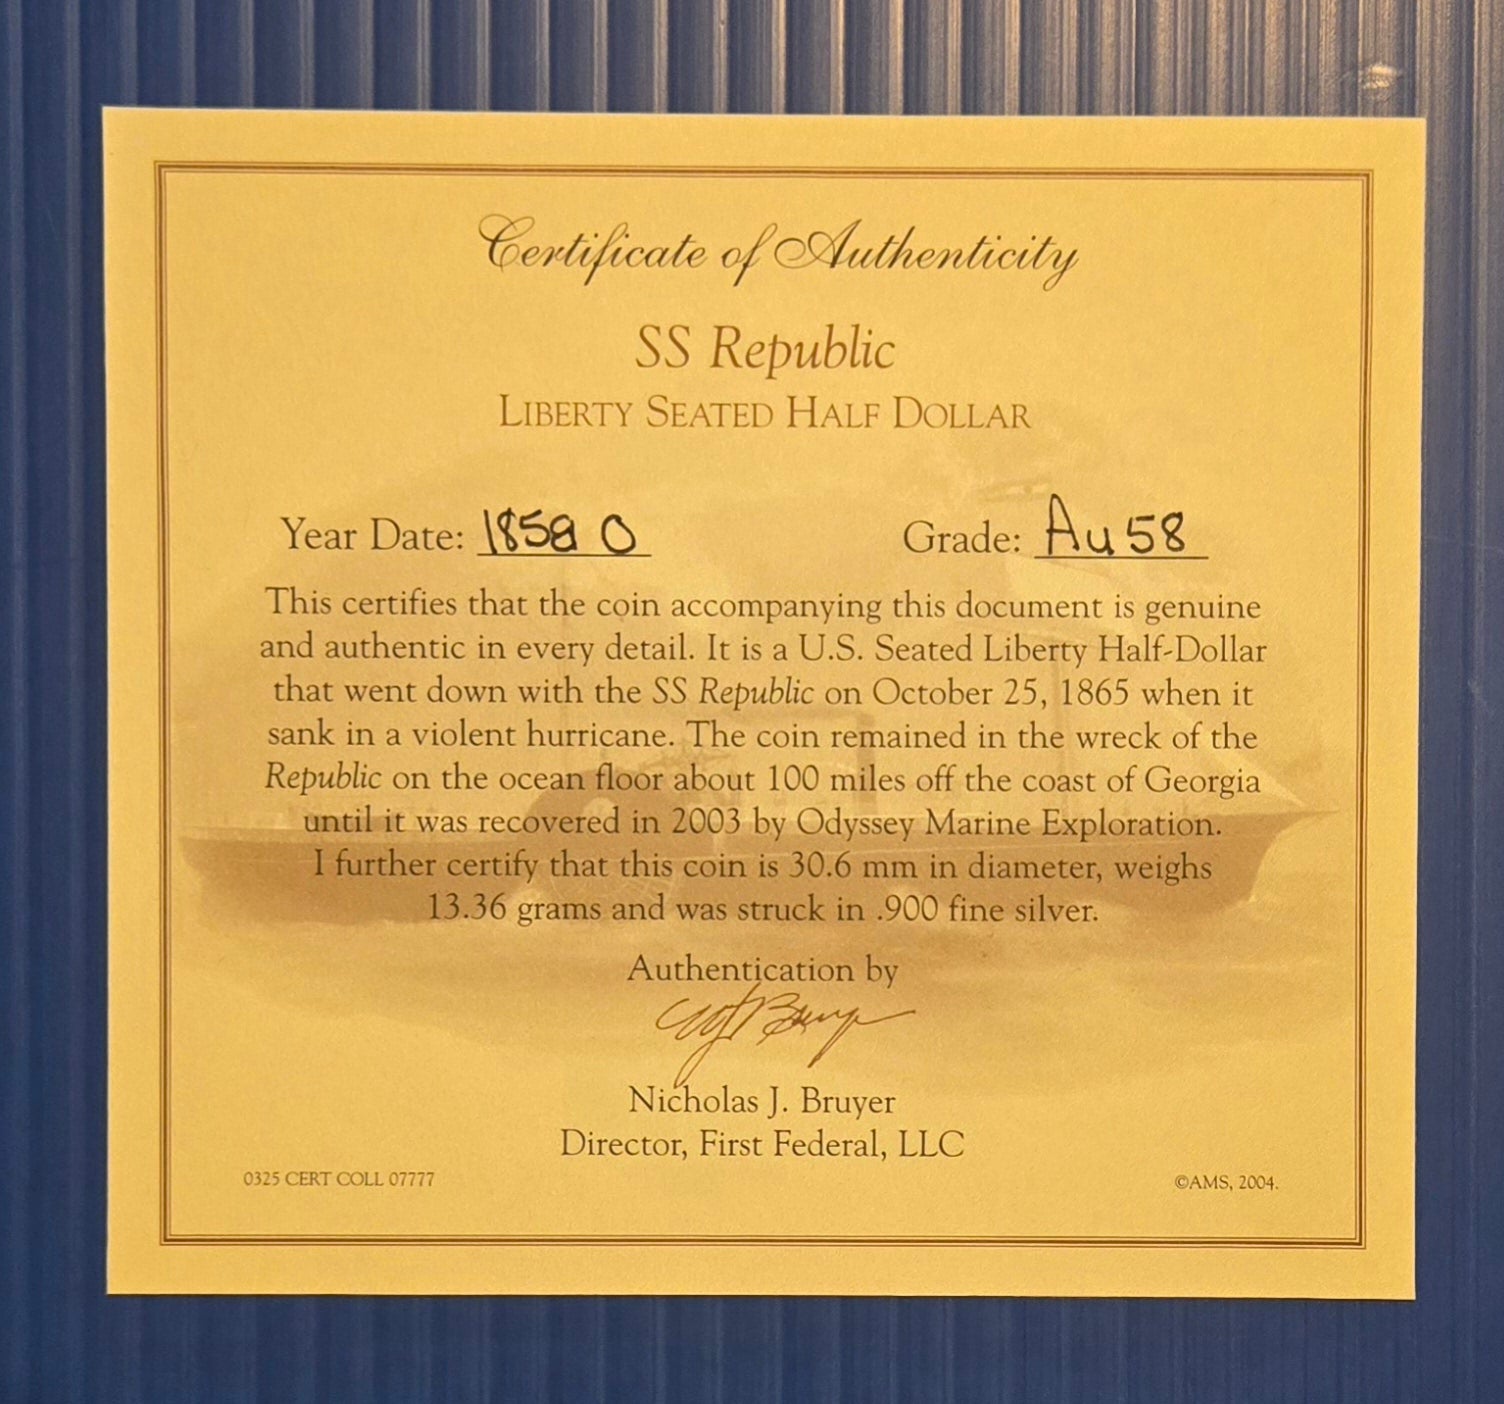 Certificate of Authenticity
SS Republic
LIBERTY SEATED HALF DOLLAR
Year Date: 1858 O Grade: Au 58
This certifies that the coin accompanying this document is genuine
and authentic in every detail. It is a U.S. Seated Liberty Half-Dollar
that went down with the SS Republic on October 25, 1865 when it
sank in a violent hurricane. The coin remained in the wreck of the
Republic on the ocean floor about 100 miles off the coast of Georgia
until it was recovered in 2003 by Odyssey Marine Exploration.
I further certify that this coin is 30.6 mm in diameter, weighs
13.36 grams and was struck in .900 fine silver.
Authentication by
Nicholas J. Bruyer
Director, First Federal, LLC
0325 CERT COLL 07777
©AMS, 2004.